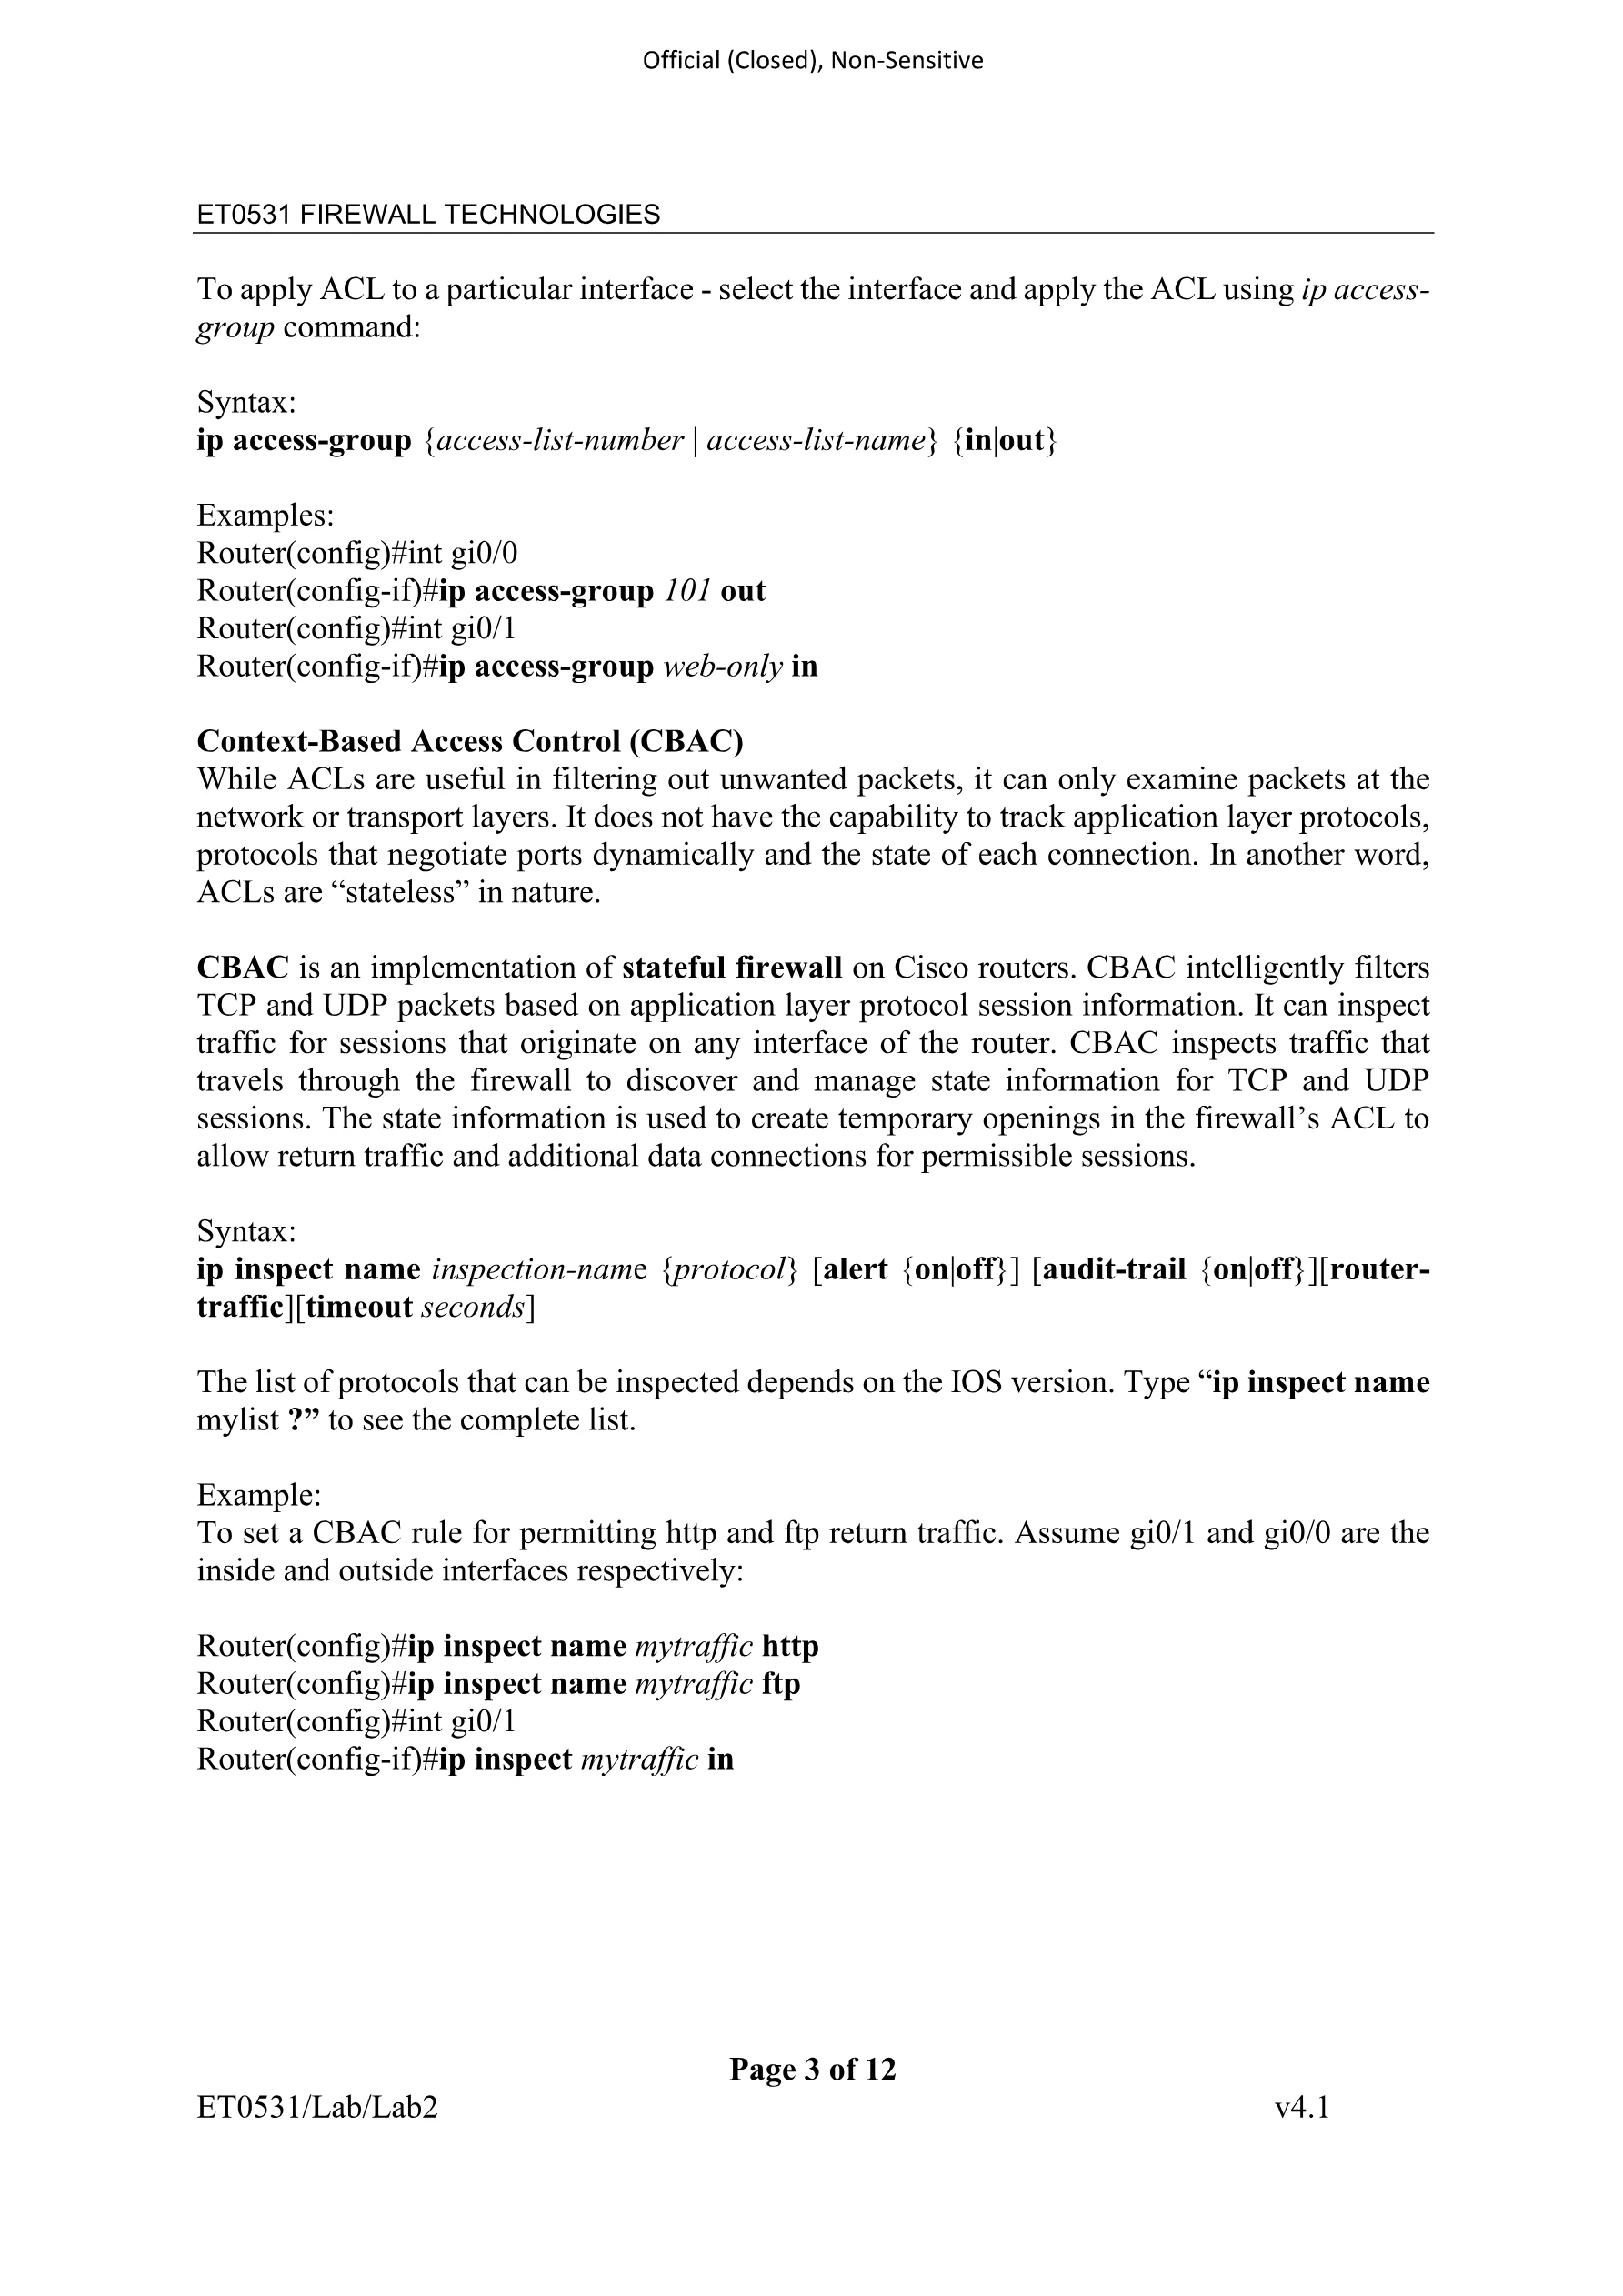 Official (Closed), Non-Sensitive
ET0531 FIREWALL TECHNOLOGIES
To apply ACL to a particular interface - select the interface and apply the ACL using ip access-
group command:
Syntax:
ip access-group {access-list-number | access-list-name} {in|out}
Examples:
Router(config)#int gi0/0
Router(config-if)#ip access-group 101 out
Router(config)#int gi0/1
Router(config-if)#ip access-group web-only in
Context-Based Access Control (CBAC)
While ACLs are useful in filtering out unwanted packets, it can only examine packets at the
network or transport layers. It does not have the capability to track application layer protocols,
protocols that negotiate ports dynamically and the state of each connection. In another word,
ACLs are “stateless” in nature.
CBAC is an implementation of stateful firewall on Cisco routers. CBAC intelligently filters
TCP and UDP packets based on application layer protocol session information. It can inspect
traffic for sessions that originate on any interface of the router. CBAC inspects traffic that
travels through the firewall to discover and manage state information for TCP and UDP
sessions. The state information is used to create temporary openings in the firewall’s ACL to
allow return traffic and additional data connections for permissible sessions.
Syntax:
ip inspect name inspection-name {protocol} [alert {on|off}] [audit-trail {on|off}][router-
traffic][timeout seconds]
The list of protocols that can be inspected depends on the IOS version. Type “ip inspect name
mylist ?” to see the complete list.
Example:
To set a CBAC rule for permitting http and ftp return traffic. Assume gi0/1 and gi0/0 are the
inside and outside interfaces respectively:
Router(config)#ip inspect name mytraffic http
Router(config)#ip inspect name mytraffic ftp
Router(config)#int gi0/1
Router(config-if)#ip inspect mytraffic in
Page 3 of 12
ET0531/Lab/Lab2 v4.1